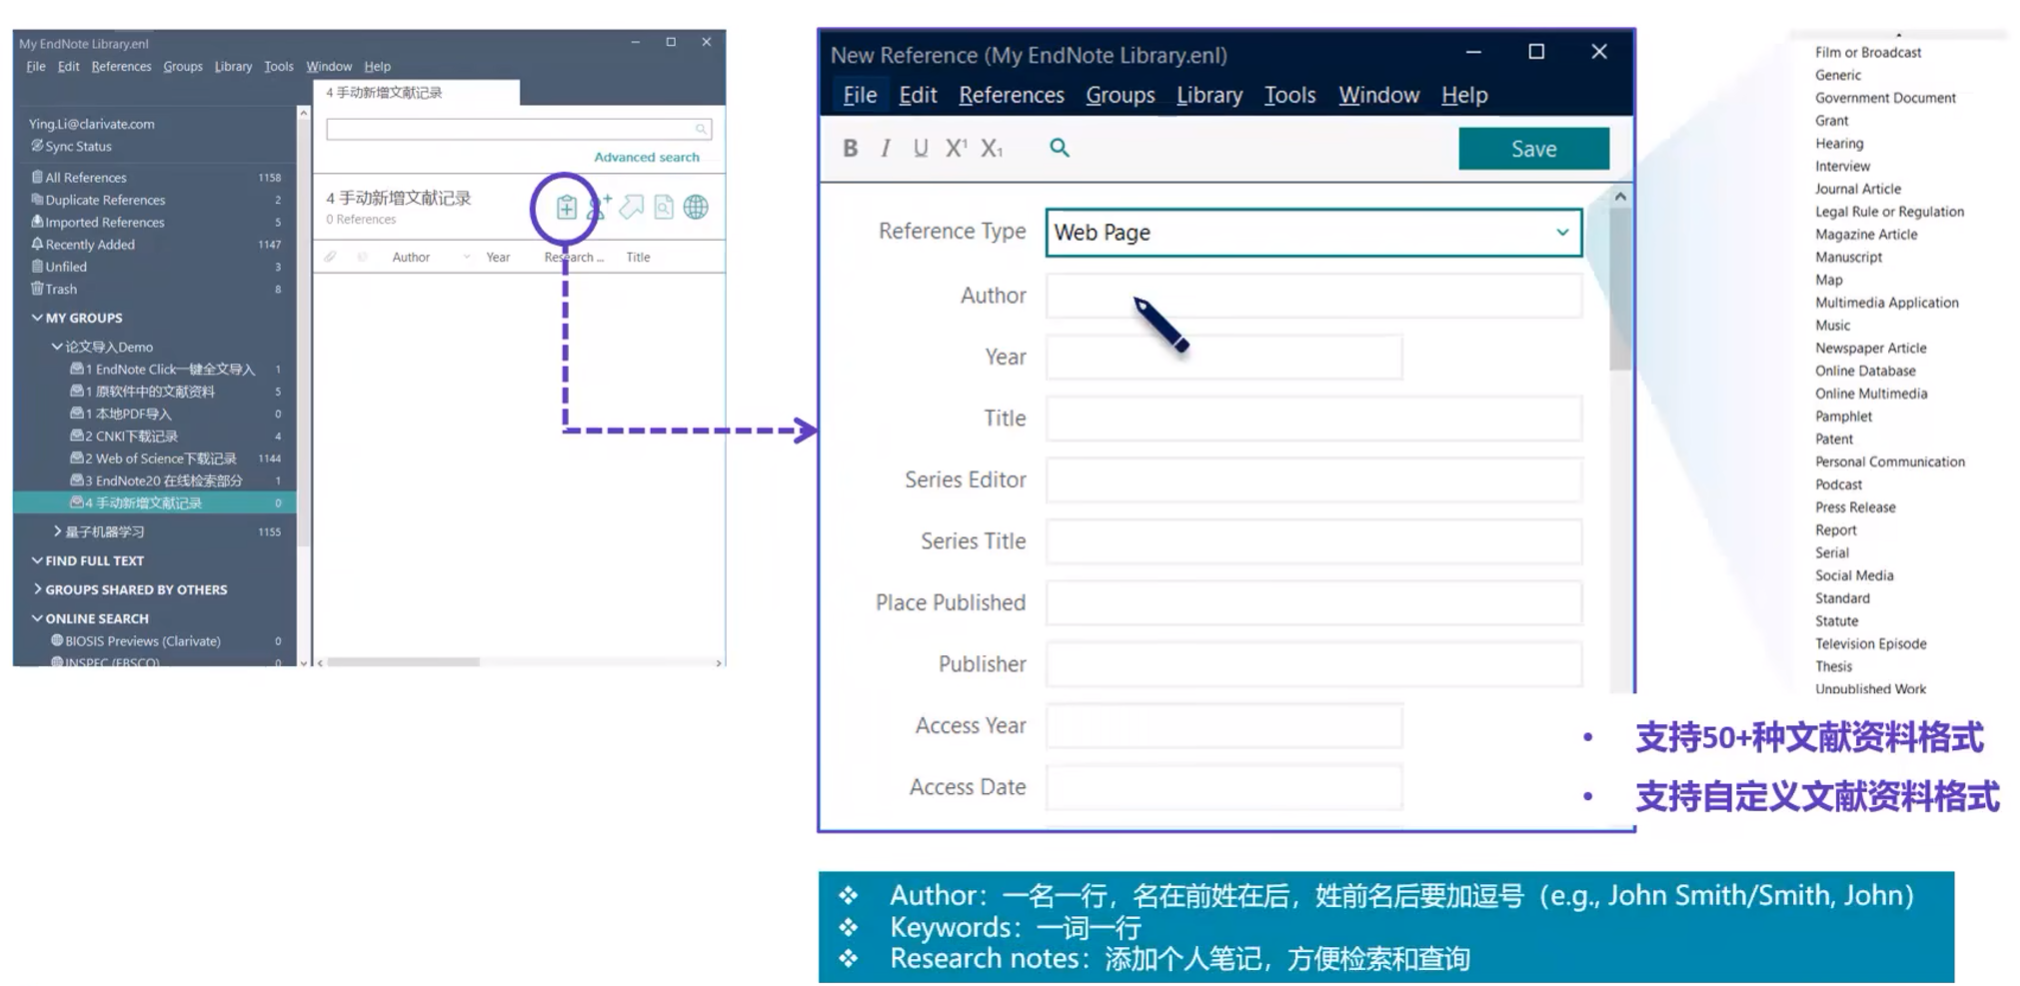 My EndNote Library.enl
File Edit References Groups Library Tools Window Help
4 手动新增文献记录
Ying.Li@clarivate.com
Sync Status
All References 1158
Duplicate References 2
Imported References 5
Recently Added 1147
Unfiled 3
Trash 8
MY GROUPS
论文导入Demo
1 EndNote Click一键全文导入 1
1 原软件中的文献资料 5
1 本地PDF导入 0
2 CNKI下载记录 4
2 Web of Science下载记录 1144
3 EndNote20 在线检索部分 1
4 手动新增文献记录 0
量子机器学习 1155
FIND FULL TEXT
GROUPS SHARED BY OTHERS
ONLINE SEARCH
BIOSIS Previews (Clarivate) 0
INSPEC (EBSCO) 0
Advanced search
4 手动新增文献记录
0 References
Author Year Research ... Title
New Reference (My EndNote Library.enl)
File Edit References Groups Library Tools Window Help
B I U X¹ X₁ Save
Reference Type Web Page
Author
Year
Title
Series Editor
Series Title
Place Published
Publisher
Access Year
Access Date
Film or Broadcast
Generic
Government Document
Grant
Hearing
Interview
Journal Article
Legal Rule or Regulation
Magazine Article
Manuscript
Map
Multimedia Application
Music
Newspaper Article
Online Database
Online Multimedia
Pamphlet
Patent
Personal Communication
Podcast
Press Release
Report
Serial
Social Media
Standard
Statute
Television Episode
Thesis
Unpublished Work
• 支持50+种文献资料格式
• 支持自定义文献资料格式
❖ Author：一名一行，名在前姓在后，姓前名后要加逗号（e.g., John Smith/Smith, John）
❖ Keywords：一词一行
❖ Research notes：添加个人笔记，方便检索和查询